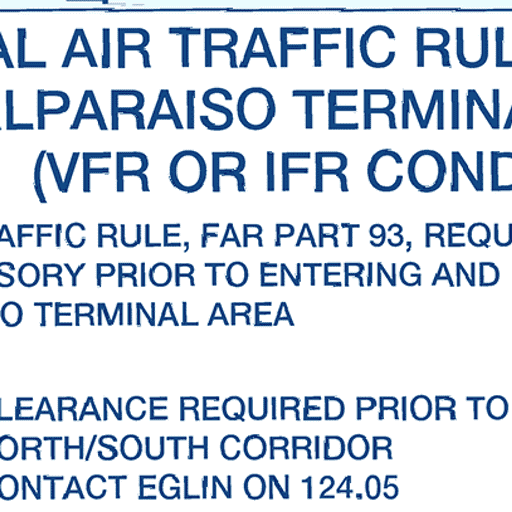 AL AIR TRAFFIC RUL
ALPARAISO TERMINA
(VFR OR IFR COND
AFFIC RULE, FAR PART 93, REQU
SORY PRIOR TO ENTERING AND
O TERMINAL AREA
LEARANCE REQUIRED PRIOR TO
ORTH/SOUTH CORRIDOR
ONTACT EGLIN ON 124.05